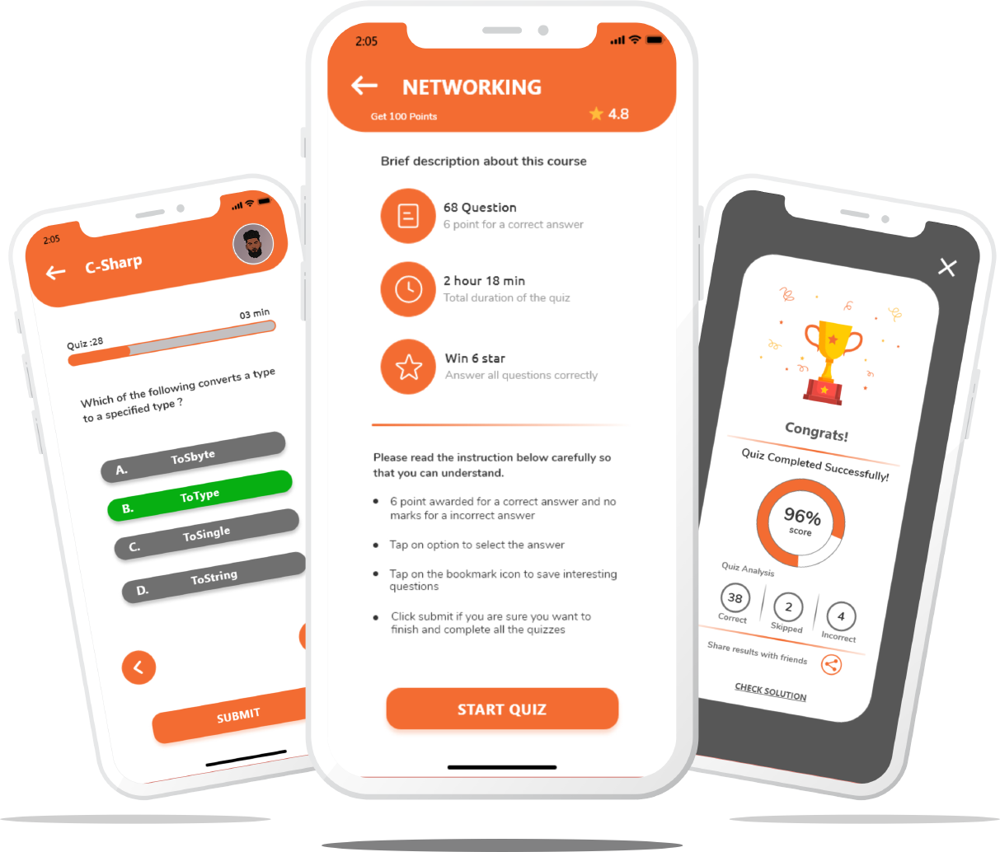 2:05
C-Sharp
03 min
Quiz :28
Which of the following converts a type
to a specified type ?
A. ToSbyte
B. ToType
C. ToSingle
D. ToString
SUBMIT
2:05
NETWORKING
Get 100 Points
4.8
Brief description about this course
68 Question
6 point for a correct answer
2 hour 18 min
Total duration of the quiz
Win 6 star
Answer all questions correctly
Please read the instruction below carefully so
that you can understand.
• 6 point awarded for a correct answer and no
marks for a incorrect answer
• Tap on option to select the answer
• Tap on the bookmark icon to save interesting
questions
• Click submit if you are sure you want to
finish and complete all the quizzes
START QUIZ
Congrats!
Quiz Completed Successfully!
96%
score
Quiz Analysis
38
Correct
2
Skipped
4
Incorrect
Share results with friends
CHECK SOLUTION